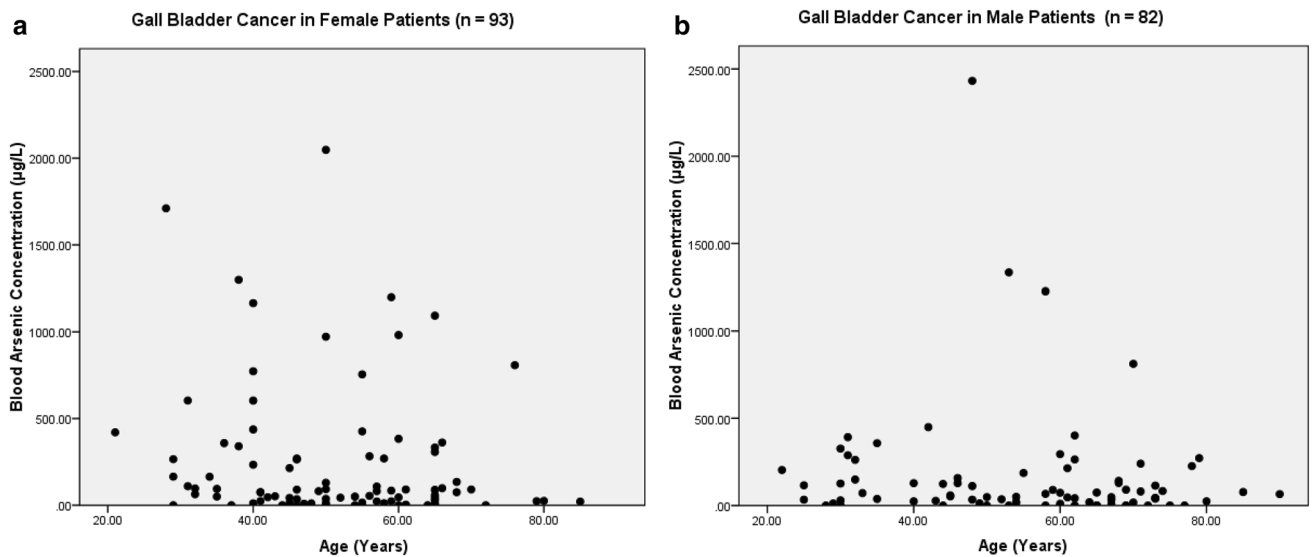 a
Gall Bladder Cancer in Female Patients (n = 93)
2500.00
2000.00
1500.00
1000.00
500.00
.00
Blood Arsenic Concentration (µg/L)
20.00 40.00 60.00 80.00
Age (Years)
b
Gall Bladder Cancer in Male Patients (n = 82)
2500.00
2000.00
1500.00
1000.00
500.00
.00
Blood Arsenic Concentration (µg/L)
20.00 40.00 60.00 80.00
Age (Years)